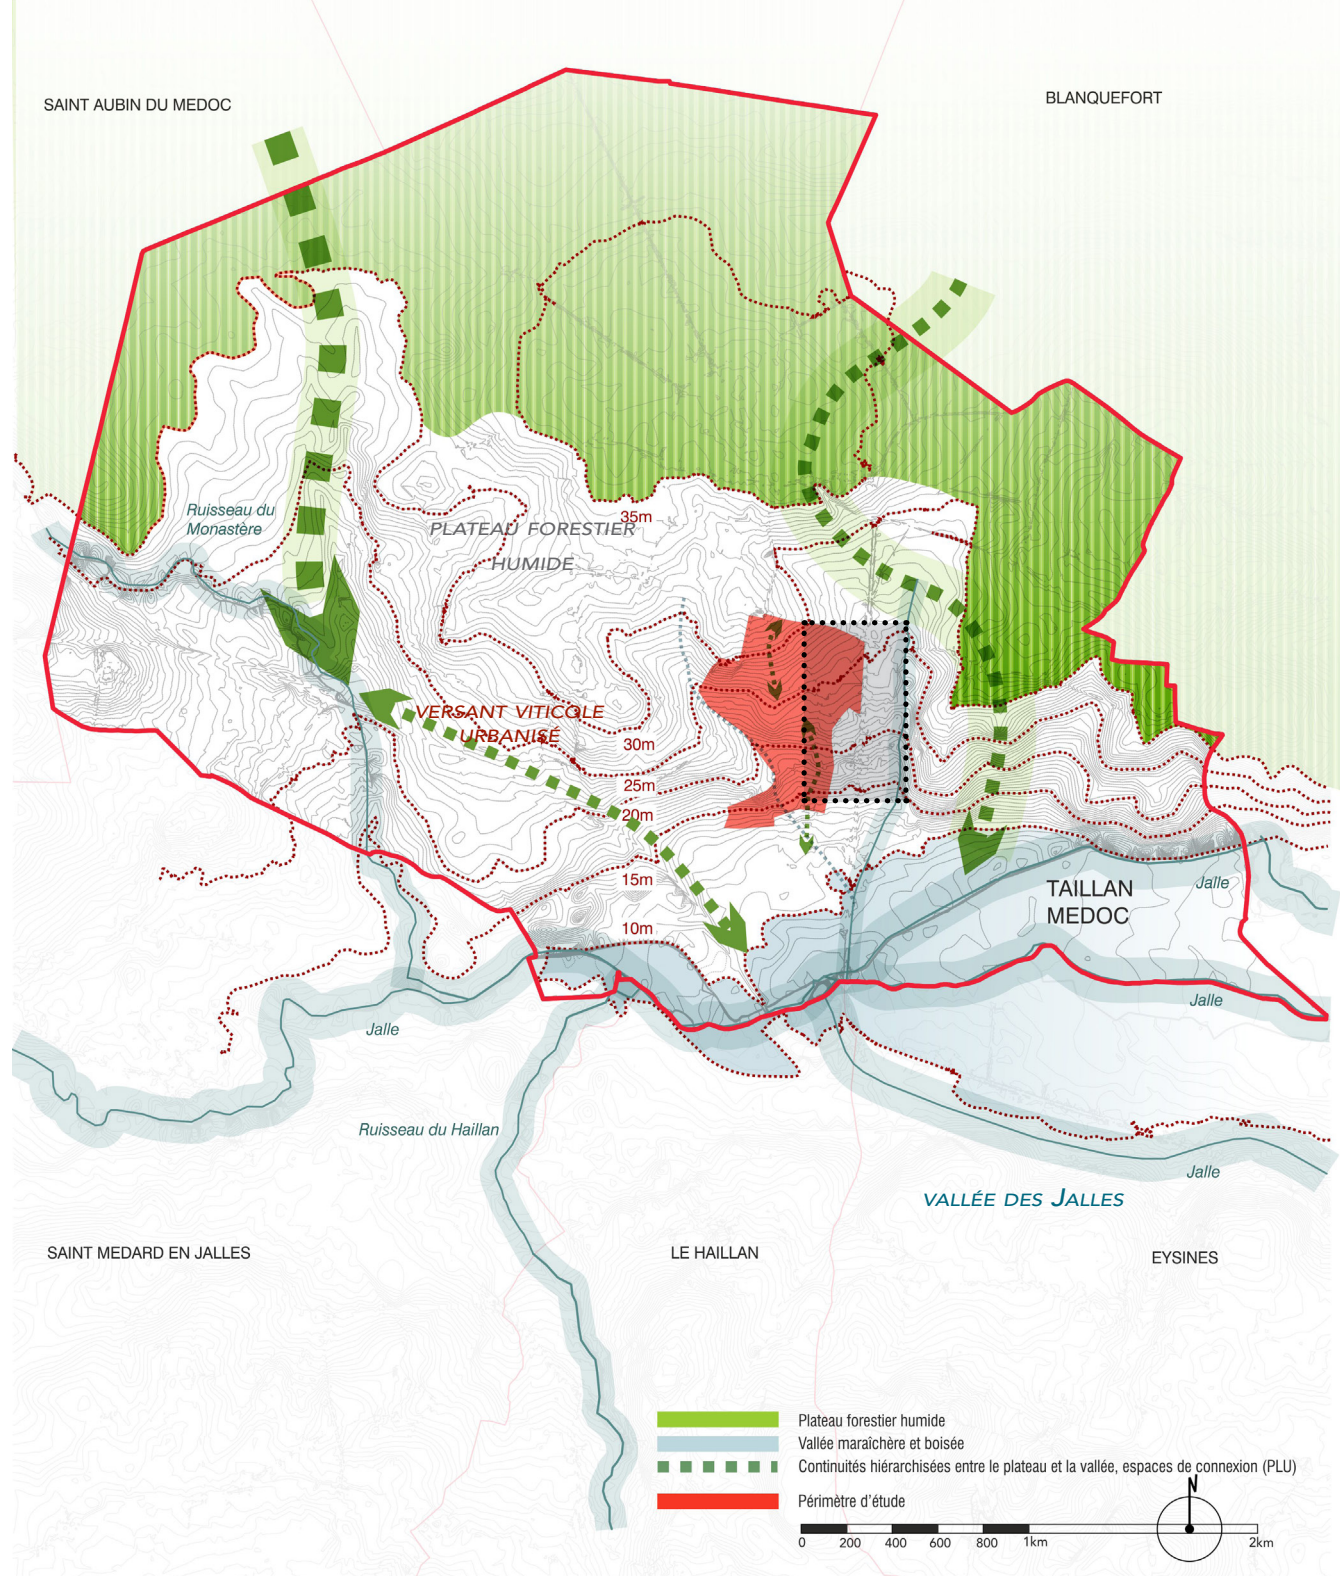 SAINT AUBIN DU MEDOC
BLANQUEFORT
Ruisseau du
Monastère
35m
PLATEAU FORESTIER
HUMIDE
VERSANT VITICOLE
URBANISÉ
30m
25m
20m
15m
10m
TAILLAN
MEDOC
Jalle
Jalle
Jalle
Ruisseau du Haillan
Jalle
VALLÉE DES JALLES
SAINT MEDARD EN JALLES
LE HAILLAN
EYSINES
Plateau forestier humide
Vallée maraîchère et boisée
Continuités hiérarchisées entre le plateau et la vallée, espaces de connexion (PLU)
Périmètre d'étude
N
0 200 400 600 800 1km 2km